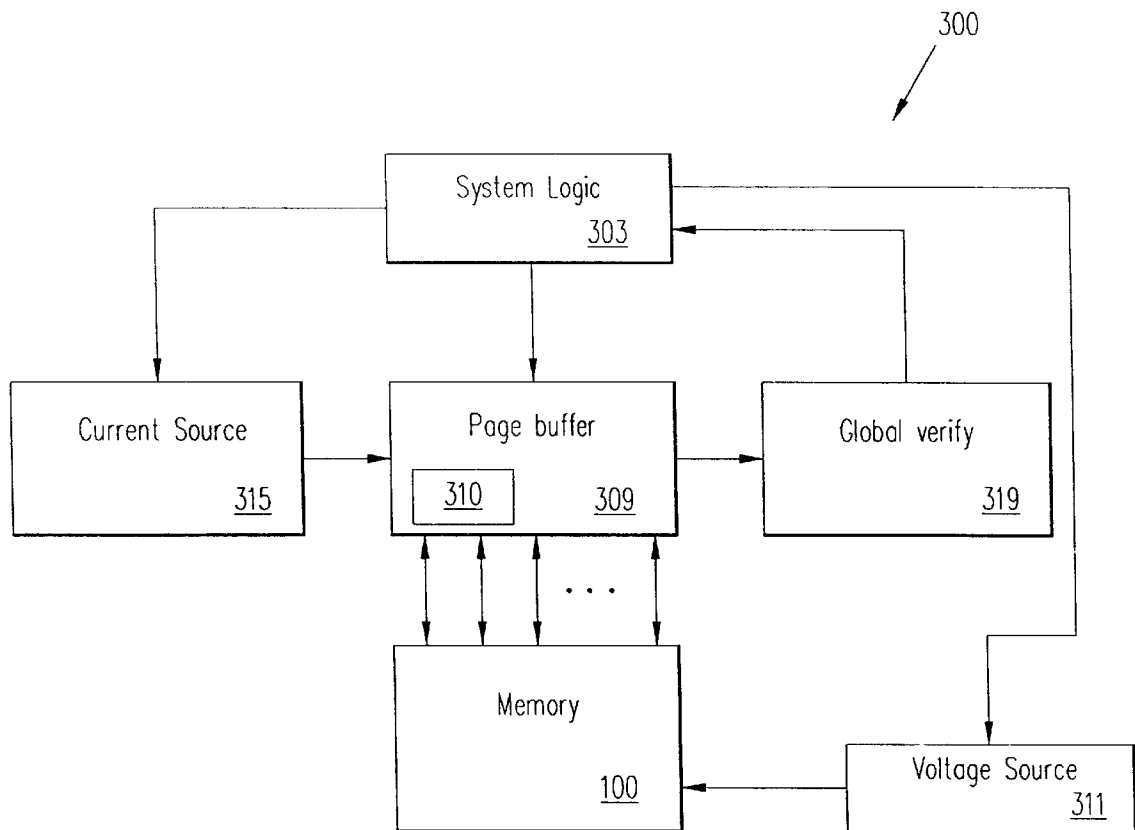 300
System Logic
303
Current Source
315
Page buffer
310
309
Global verify
319
. . .
Memory
100
Voltage Source
311